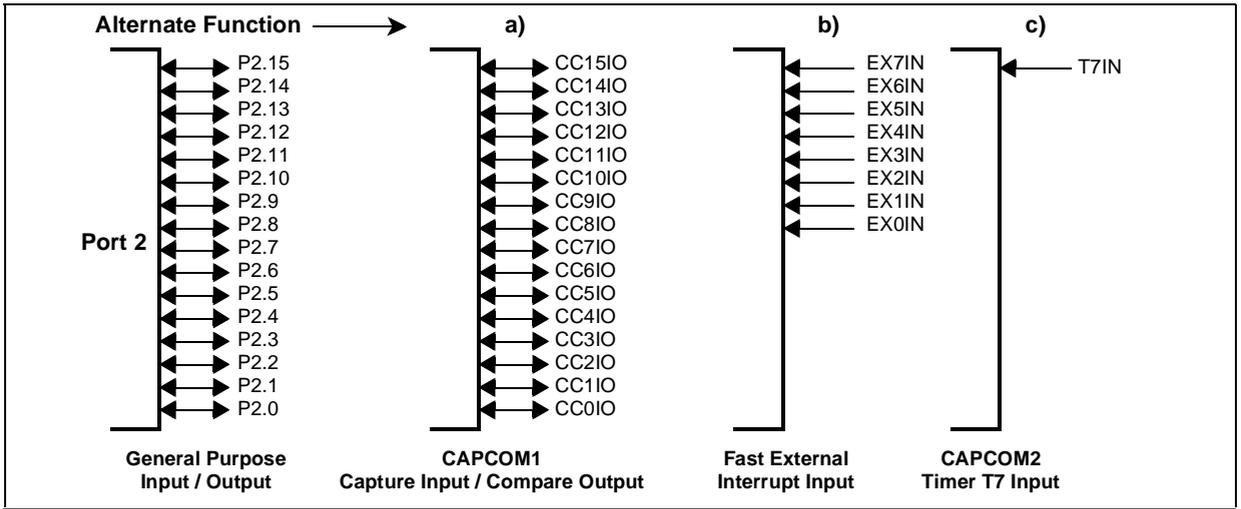 Alternate Function a) b) c)
P2.15 CC15IO EX7IN T7IN
P2.14 CC14IO EX6IN
P2.13 CC13IO EX5IN
P2.12 CC12IO EX4IN
P2.11 CC11IO EX3IN
P2.10 CC10IO EX2IN
P2.9 CC9IO EX1IN
P2.8 CC8IO EX0IN
Port 2
P2.7 CC7IO
P2.6 CC6IO
P2.5 CC5IO
P2.4 CC4IO
P2.3 CC3IO
P2.2 CC2IO
P2.1 CC1IO
P2.0 CC0IO
General Purpose CAPCOM1 Fast External CAPCOM2
Input / Output Capture Input / Compare Output Interrupt Input Timer T7 Input